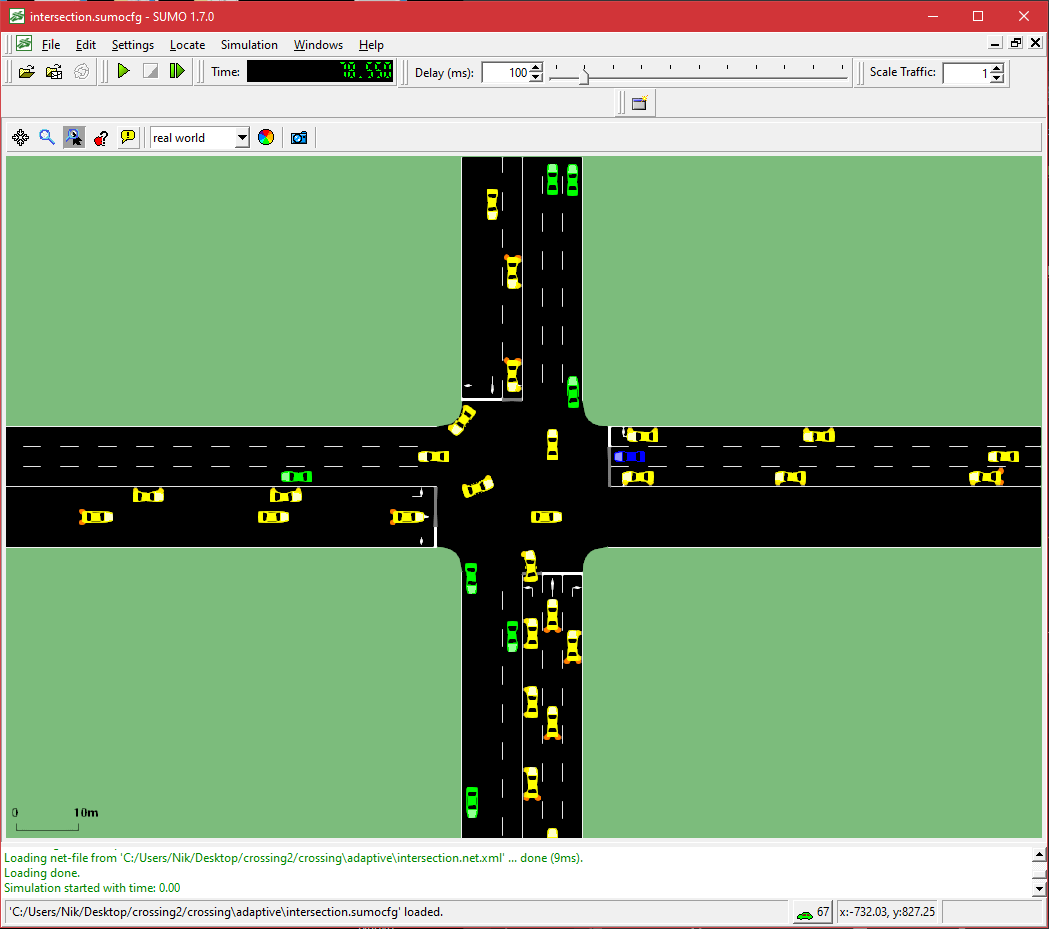 intersection.sumocfg - SUMO 1.7.0
File Edit Settings Locate Simulation Windows Help
Time: 78.550 Delay (ms): 100 Scale Traffic: 1
real world
0 10m
Loading net-file from 'C:/Users/Nik/Desktop/crossing2/crossing\adaptive\intersection.net.xml' ... done (9ms).
Loading done.
Simulation started with time: 0.00
'C:/Users/Nik/Desktop/crossing2/crossing\adaptive\intersection.sumocfg' loaded. 67 x:-732.03, y:827.25